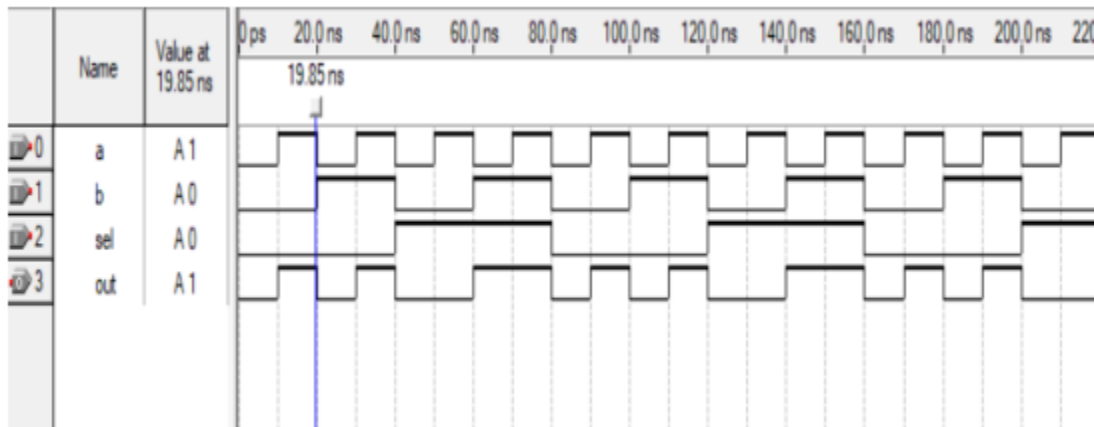 Name
Value at
19.85 ns
0 ps 20.0 ns 40.0 ns 60.0 ns 80.0 ns 100.0 ns 120.0 ns 140.0 ns 160.0 ns 180.0 ns 200.0 ns 220
19.85 ns
0 a A 1
1 b A 0
2 sel A 0
3 out A 1